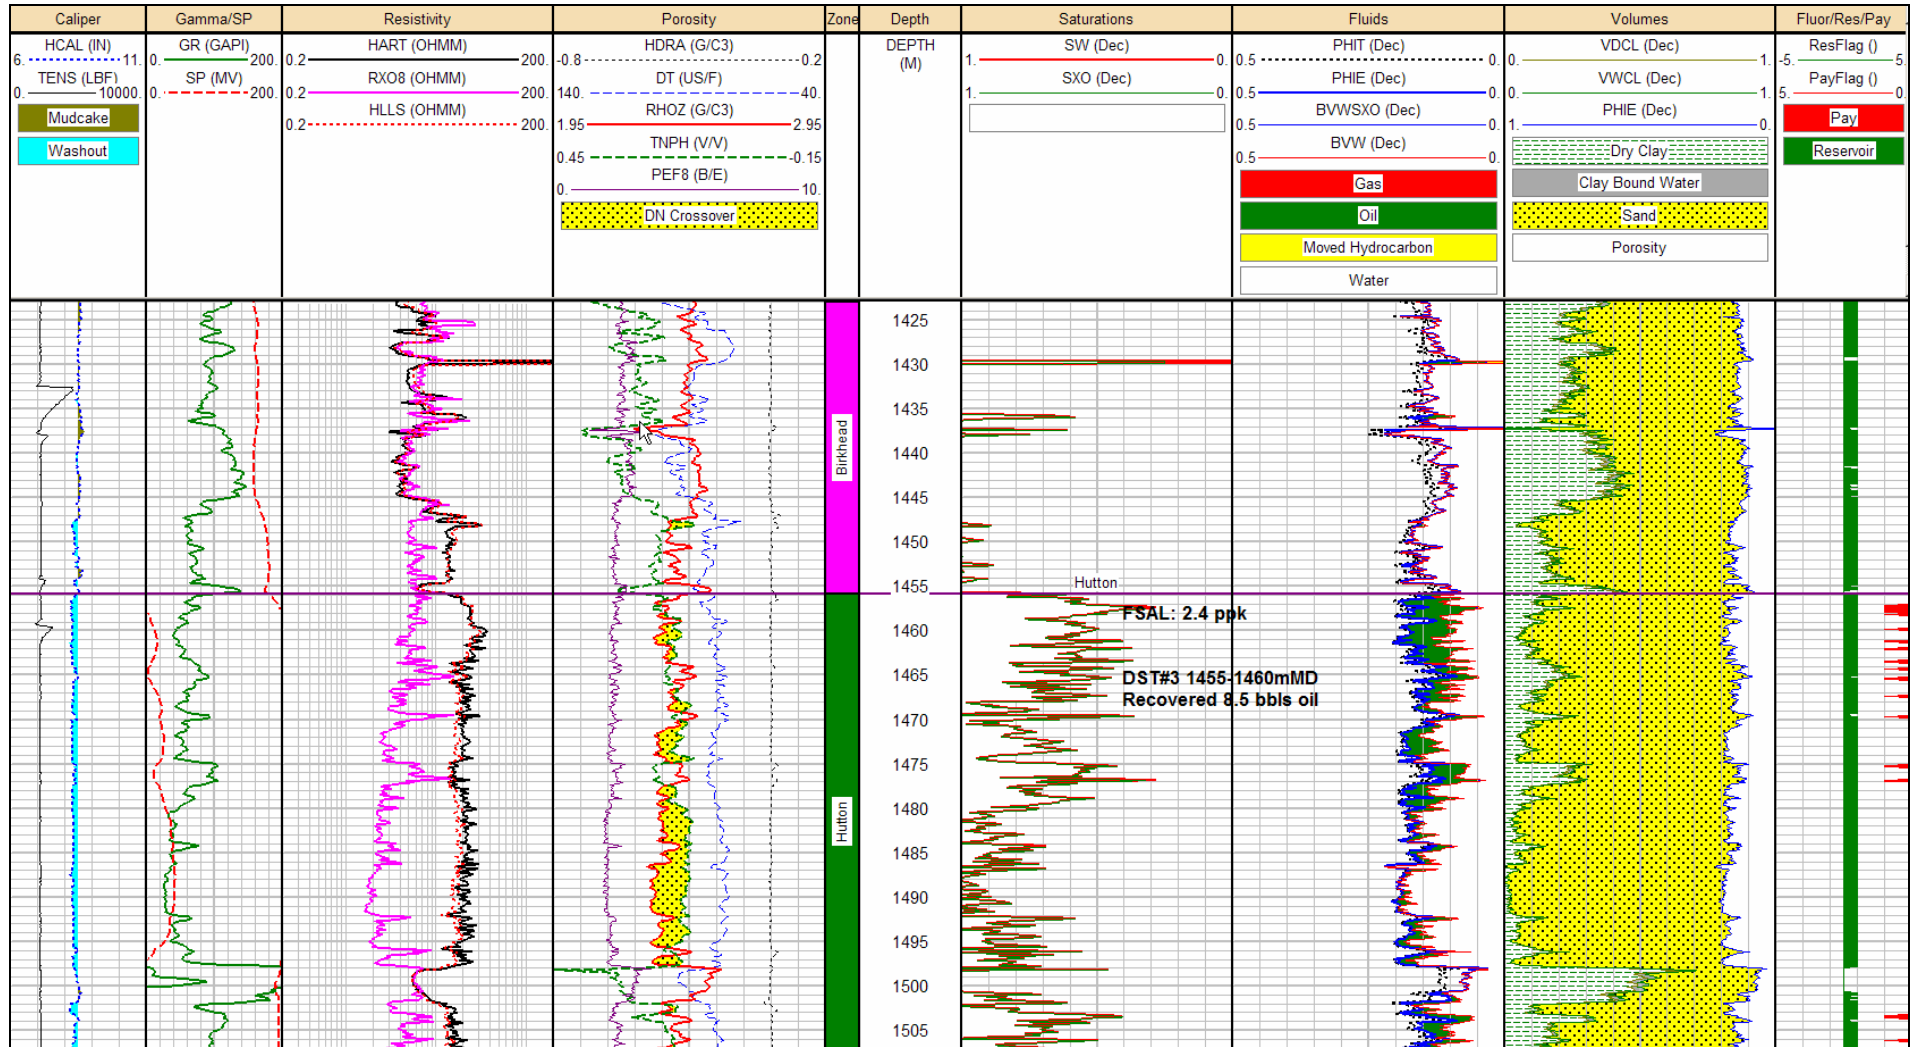 Caliper
Gamma/SP
Resistivity
Porosity
Zone
Depth
Saturations
Fluids
Volumes
Fluor/Res/Pay
HCAL (IN)
6. 11.
TENS (LBF)
0. 10000.
Mudcake
Washout
GR (GAPI)
0. 200.
SP (MV)
0. 200.
HART (OHMM)
0.2 200.
RXO8 (OHMM)
0.2 200.
HLLS (OHMM)
0.2 200.
HDRA (G/C3)
-0.8 0.2
DT (US/F)
140. 40.
RHOZ (G/C3)
1.95 2.95
TNPH (V/V)
0.45 -0.15
PEF8 (B/E)
0. 10.
DN Crossover
DEPTH
(M)
SW (Dec)
1. 0.
SXO (Dec)
1. 0.
PHIT (Dec)
0.5 0.
PHIE (Dec)
0.5 0.
BVWSXO (Dec)
0.5 0.
BVW (Dec)
0.5 0.
Gas
Oil
Moved Hydrocarbon
Water
VDCL (Dec)
0. 1.
VWCL (Dec)
0. 1.
PHIE (Dec)
1. 0.
Dry Clay
Clay Bound Water
Sand
Porosity
ResFlag ()
-5. 5.
PayFlag ()
5. 0.
Pay
Reservoir
Birkhead
Hutton
1425
1430
1435
1440
1445
1450
1455
1460
1465
1470
1475
1480
1485
1490
1495
1500
1505
Hutton
FSAL: 2.4 ppk
DST#3 1455-1460mMD
Recovered 8.5 bbls oil